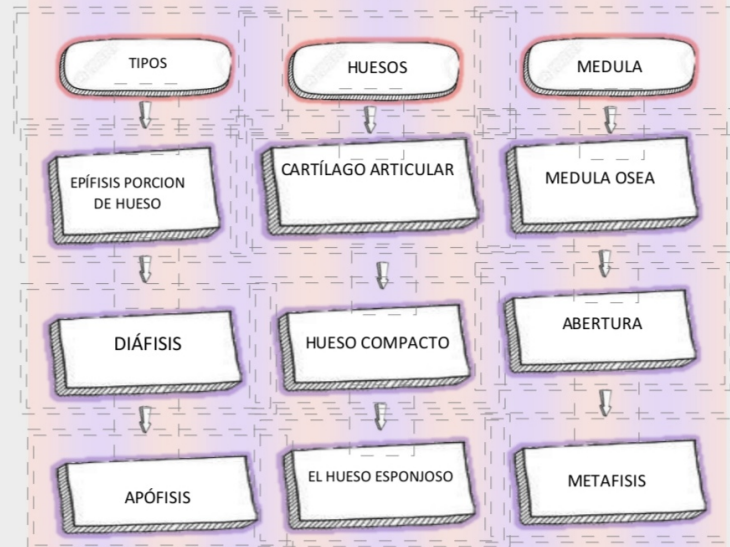 TIPOS
HUESOS
MEDULA
EPÍFISIS PORCION
DE HUESO
CARTÍLAGO ARTICULAR
MEDULA OSEA
DIÁFISIS
HUESO COMPACTO
ABERTURA
APÓFISIS
EL HUESO ESPONJOSO
METAFISIS